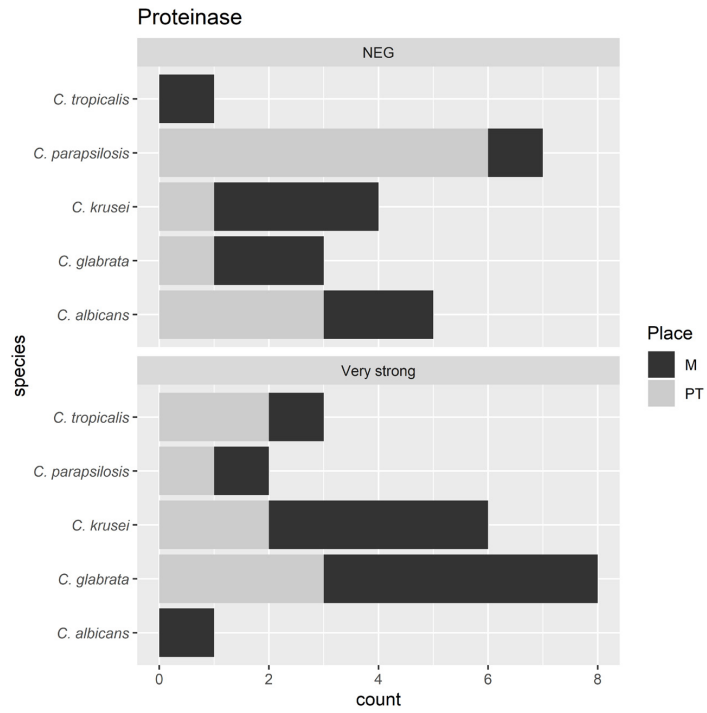 Proteinase
NEG
C. tropicalis
C. parapsilosis
C. krusei
C. glabrata
C. albicans
species
Very strong
C. tropicalis
C. parapsilosis
C. krusei
C. glabrata
C. albicans
0 2 4 6 8
count
Place
M
PT